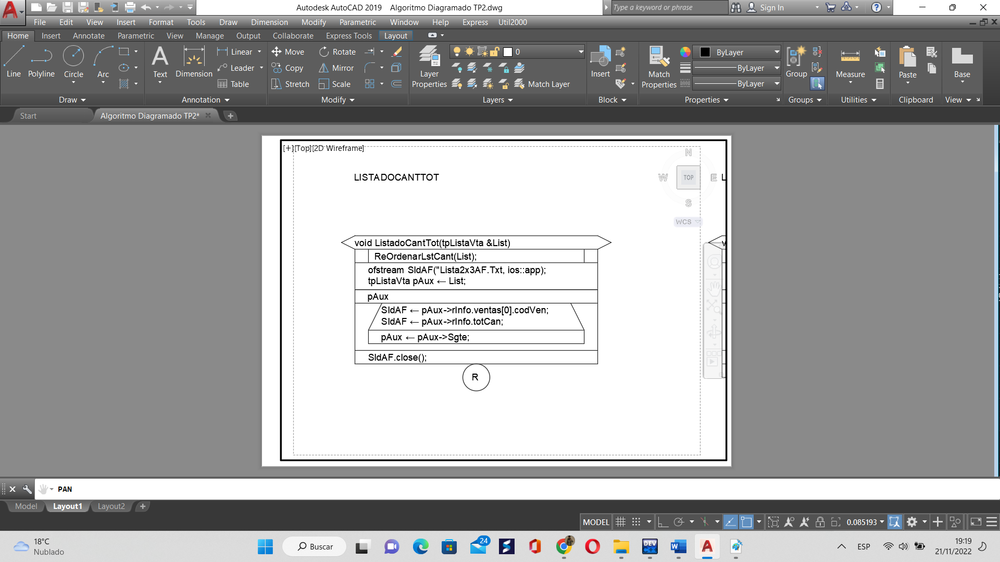 Autodesk AutoCAD 2019 Algoritmo Diagramado TP2.dwg
Type a keyword or phrase
Sign In
File Edit View Insert Format Tools Draw Dimension Modify Parametric Window Help Express Util2000
Home Insert Annotate Parametric View Manage Output Collaborate Express Tools Layout
Line Polyline Circle Arc
Draw
Text Dimension
Linear
Leader
Table
Annotation
Move Rotate
Copy Mirror
Stretch Scale
Modify
Layer
Properties
0
Match Layer
Layers
Insert
Block
Match
Properties
ByLayer
ByLayer
ByLayer
Properties
Group
Groups
Measure
Utilities
Paste
Clipboard
Base
View
Start Algoritmo Diagramado TP2*
[+][Top][2D Wireframe]
N
W TOP E
S
WCS
LISTADOCANTTOT
L
void ListadoCantTot(tpListaVta &List)
v
ReOrdenarLstCant(List);
ofstream SldAF("Lista2x3AF.Txt, ios::app);
tpListaVta pAux ← List;
pAux
SldAF ← pAux->rInfo.ventas[0].codVen;
SldAF ← pAux->rInfo.totCan;
pAux ← pAux->Sgte;
SldAF.close();
R
PAN
Model Layout1 Layout2
MODEL
0.085193
18°C
Nublado
Buscar
24
DEV
C++
ESP
19:19
21/11/2022